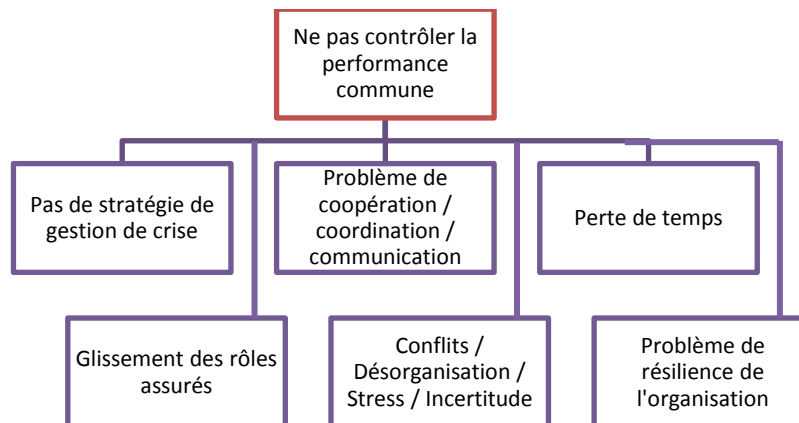 Ne pas contrôler la
performance
commune
Pas de stratégie de
gestion de crise
Problème de
coopération /
coordination /
communication
Perte de temps
Glissement des rôles
assurés
Conflits /
Désorganisation /
Stress / Incertitude
Problème de
résilience de
l'organisation